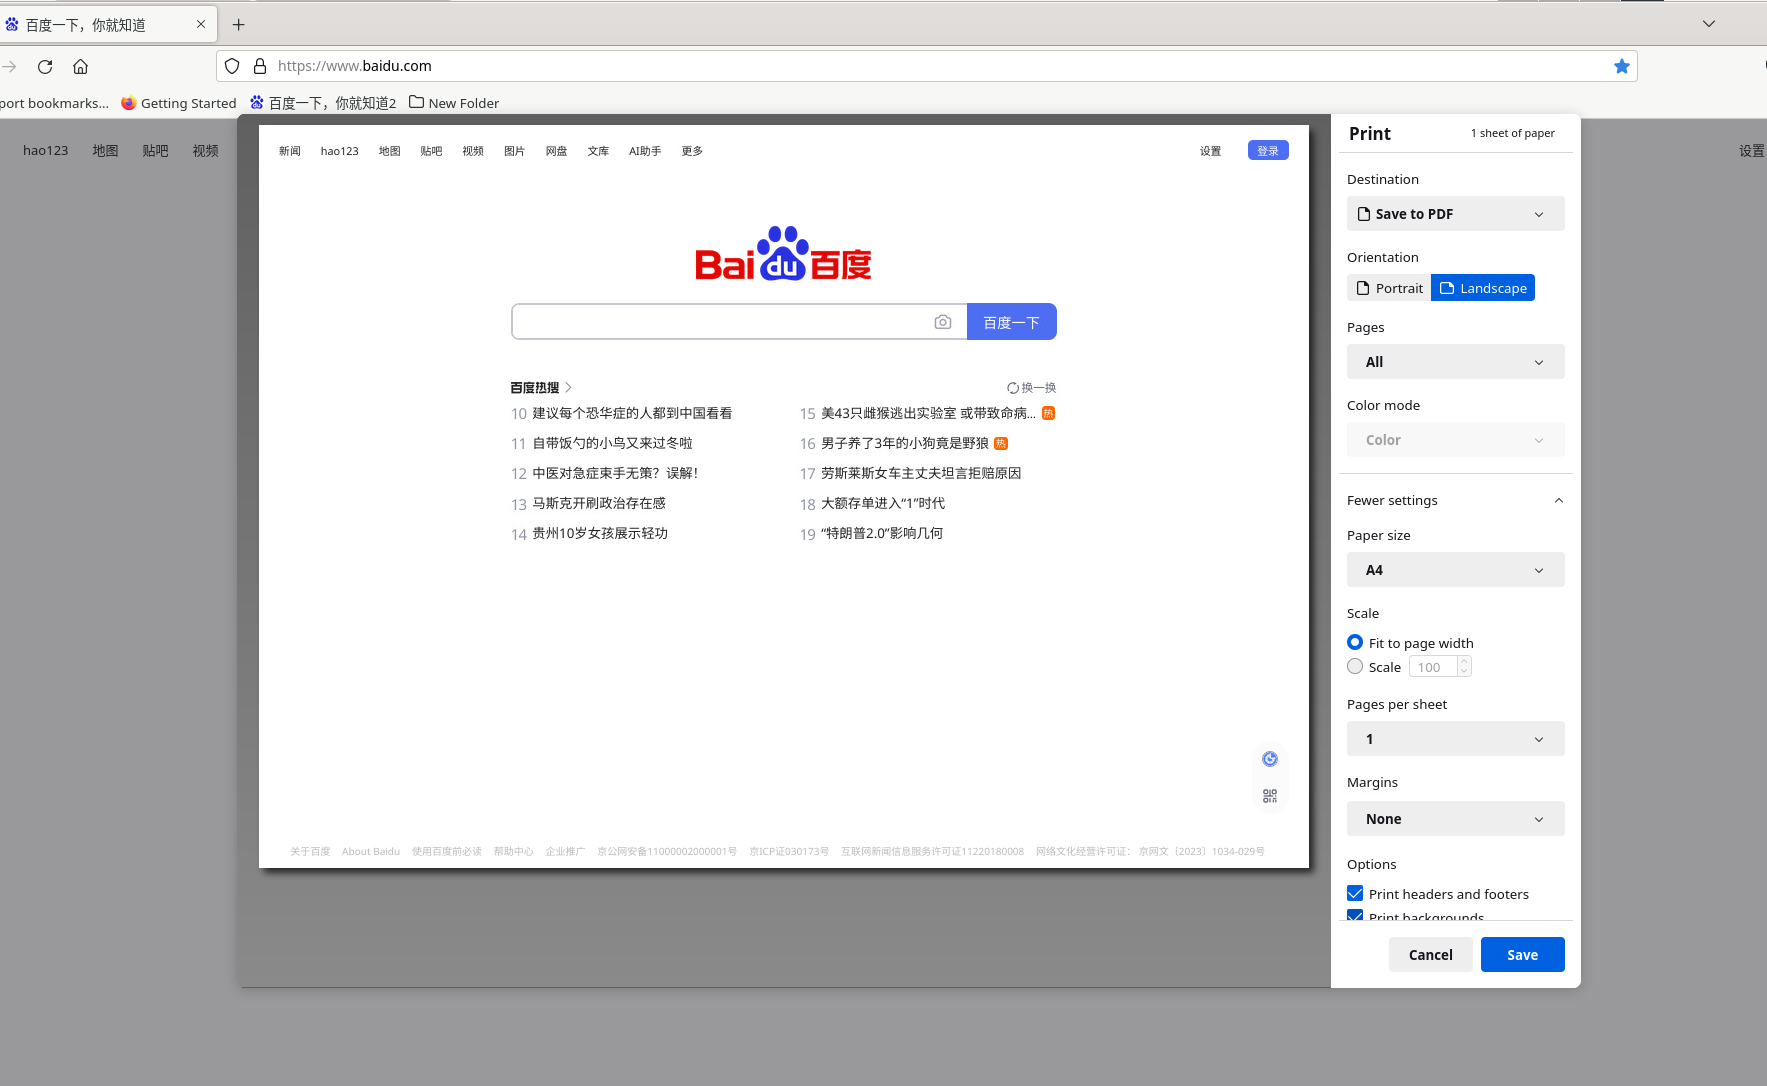 百度一下，你就知道
https://www.baidu.com
port bookmarks...
Getting Started
百度一下，你就知道2
New Folder
hao123
地图
贴吧
视频
设置
新闻
hao123
地图
贴吧
视频
图片
网盘
文库
AI助手
更多
设置
登录
Bai du 百度
百度一下
百度热搜
换一换
10 建议每个恐华症的人都到中国看看
11 自带饭勺的小鸟又来过冬啦
12 中医对急症束手无策？误解！
13 马斯克开刷政治存在感
14 贵州10岁女孩展示轻功
15 美43只雌猴逃出实验室 或带致命病... 热
16 男子养了3年的小狗竟是野狼 热
17 劳斯莱斯女车主丈夫坦言拒赔原因
18 大额存单进入“1”时代
19 “特朗普2.0”影响几何
关于百度 About Baidu 使用百度前必读 帮助中心 企业推广 京公网安备11000002000001号 京ICP证030173号 互联网新闻信息服务许可证11220180008 网络文化经营许可证： 京网文〔2023〕1034-029号
Print
1 sheet of paper
Destination
Save to PDF
Orientation
Portrait
Landscape
Pages
All
Color mode
Color
Fewer settings
Paper size
A4
Scale
Fit to page width
Scale 100
Pages per sheet
1
Margins
None
Options
Print headers and footers
Print backgrounds
Cancel
Save